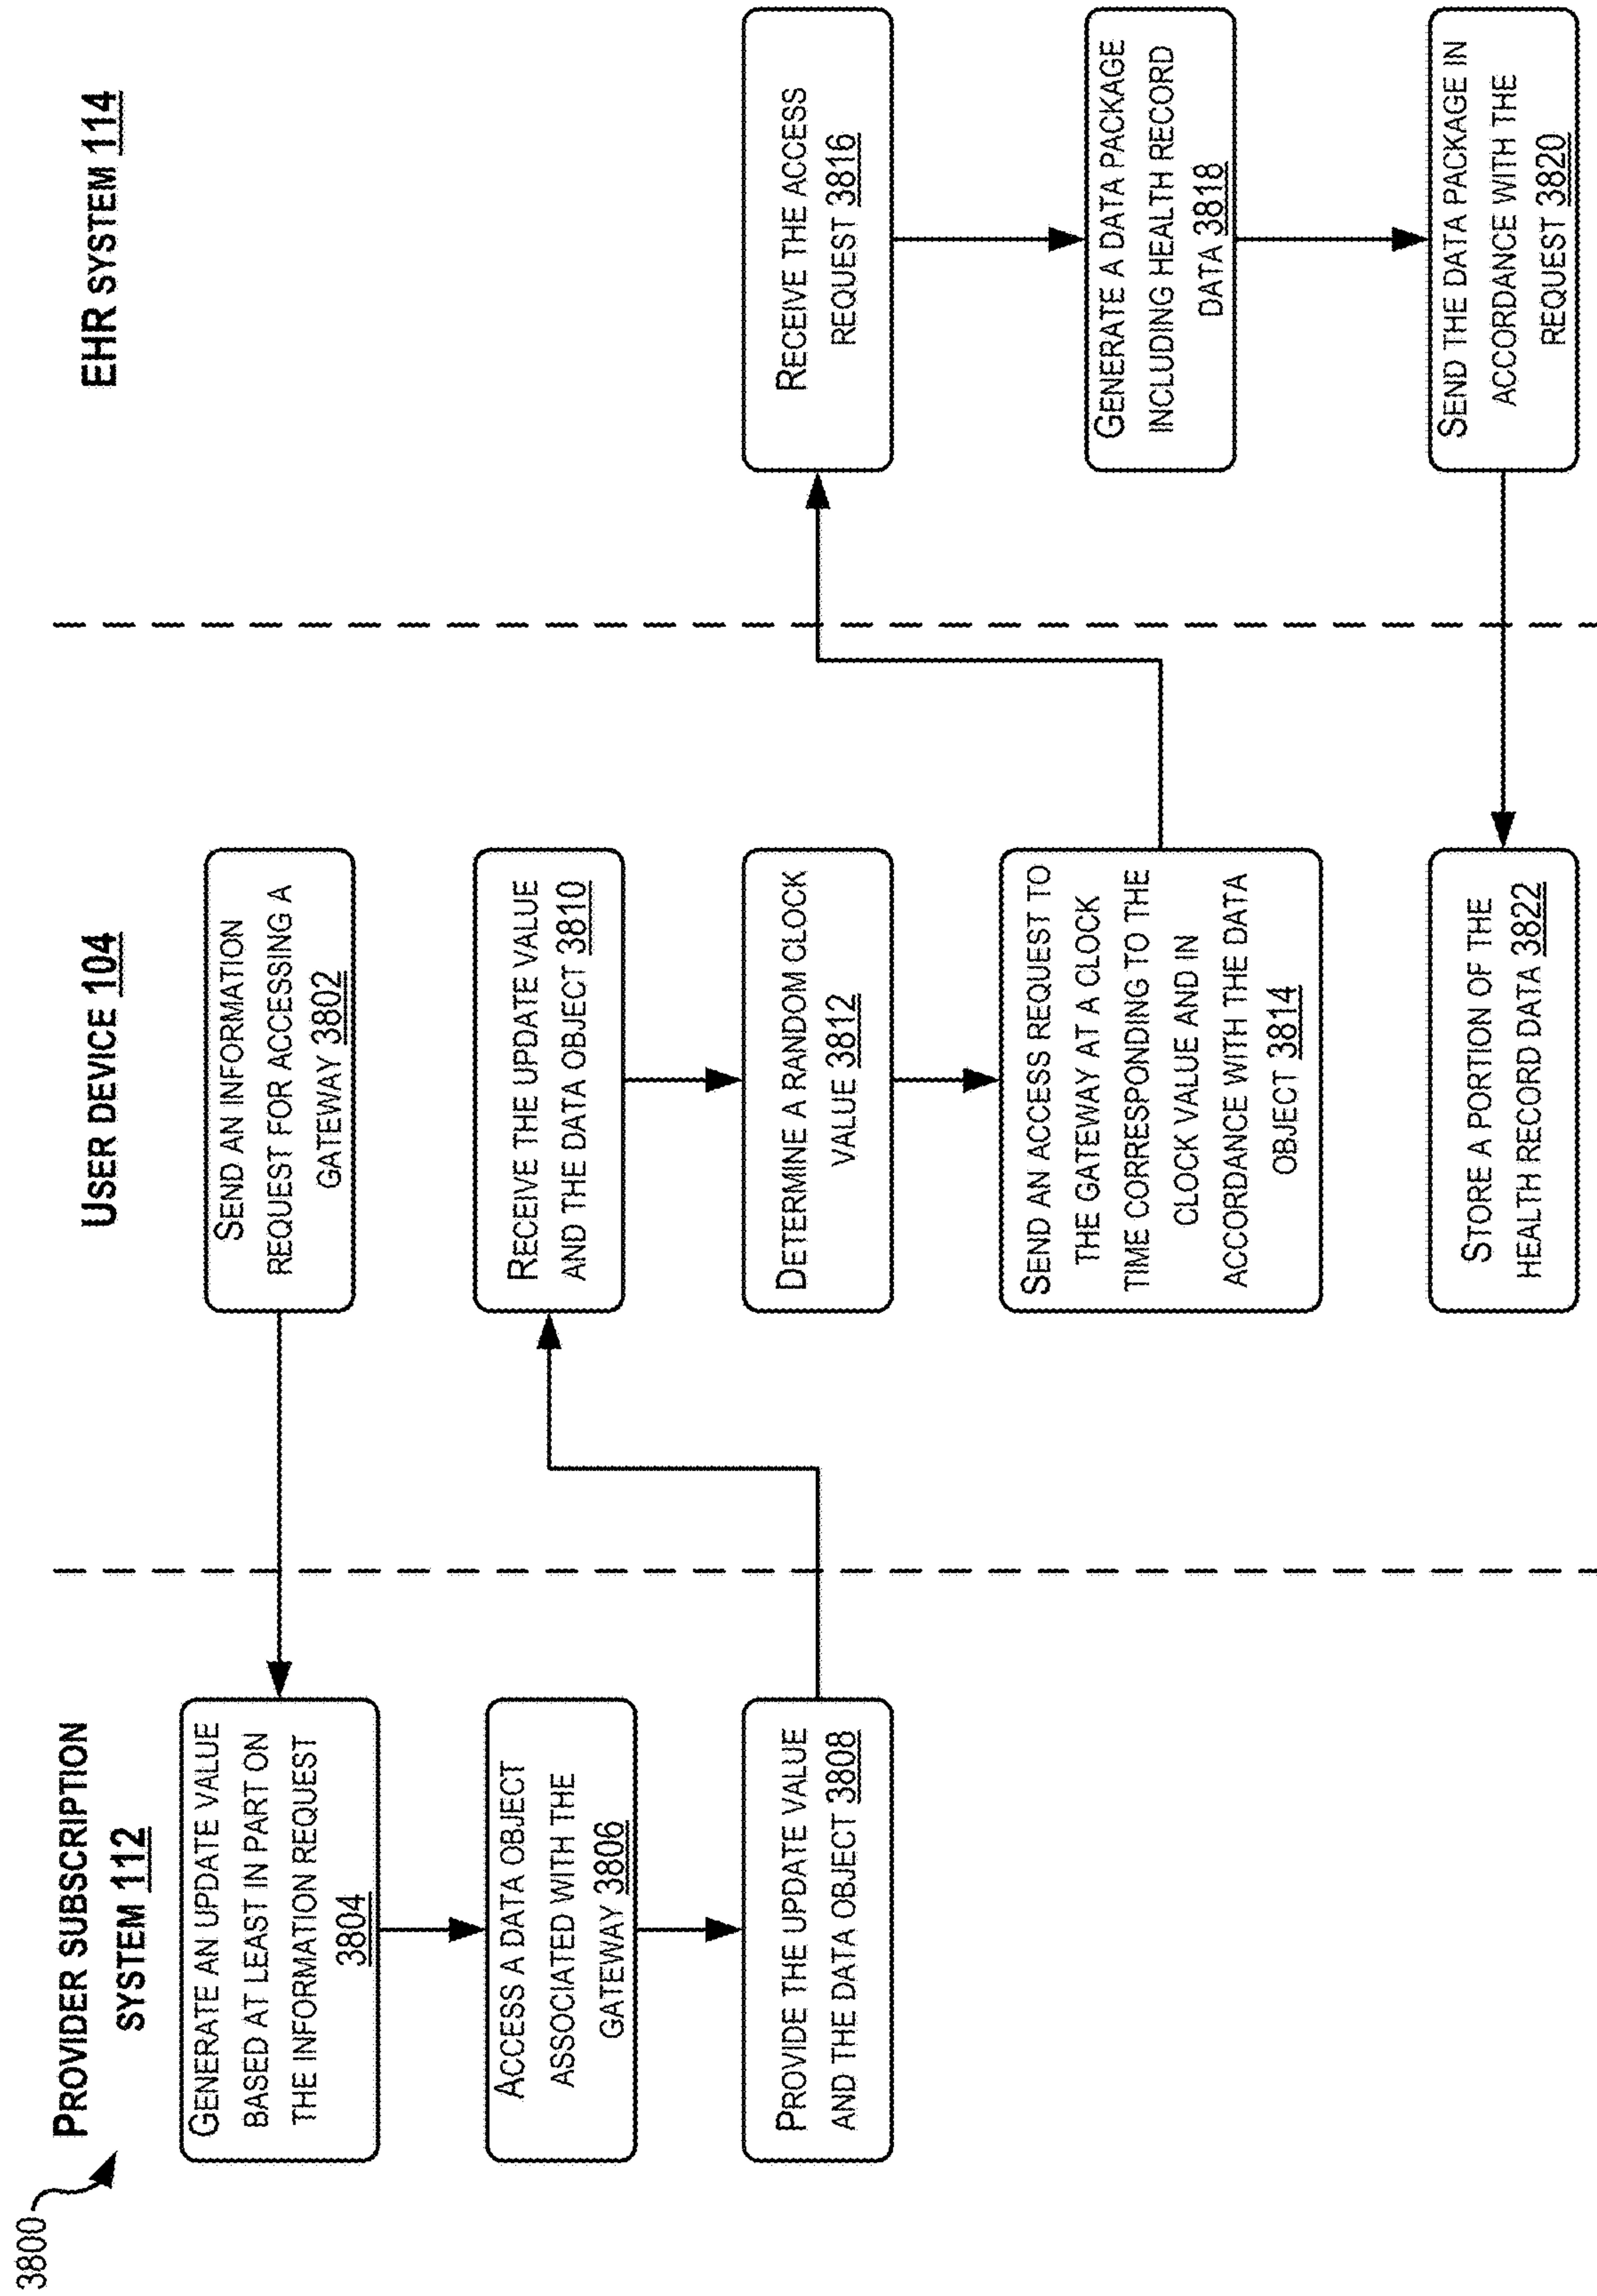 3800
PROVIDER SUBSCRIPTION
SYSTEM 112
USER DEVICE 104
EHR SYSTEM 114
SEND AN INFORMATION
REQUEST FOR ACCESSING A
GATEWAY 3802
GENERATE AN UPDATE VALUE
BASED AT LEAST IN PART ON
THE INFORMATION REQUEST
3804
ACCESS A DATA OBJECT
ASSOCIATED WITH THE
GATEWAY 3806
PROVIDE THE UPDATE VALUE
AND THE DATA OBJECT 3808
RECEIVE THE UPDATE VALUE
AND THE DATA OBJECT 3810
DETERMINE A RANDOM CLOCK
VALUE 3812
SEND AN ACCESS REQUEST TO
THE GATEWAY AT A CLOCK
TIME CORRESPONDING TO THE
CLOCK VALUE AND IN
ACCORDANCE WITH THE DATA
OBJECT 3814
RECEIVE THE ACCESS
REQUEST 3816
GENERATE A DATA PACKAGE
INCLUDING HEALTH RECORD
DATA 3818
SEND THE DATA PACKAGE IN
ACCORDANCE WITH THE
REQUEST 3820
STORE A PORTION OF THE
HEALTH RECORD DATA 3822